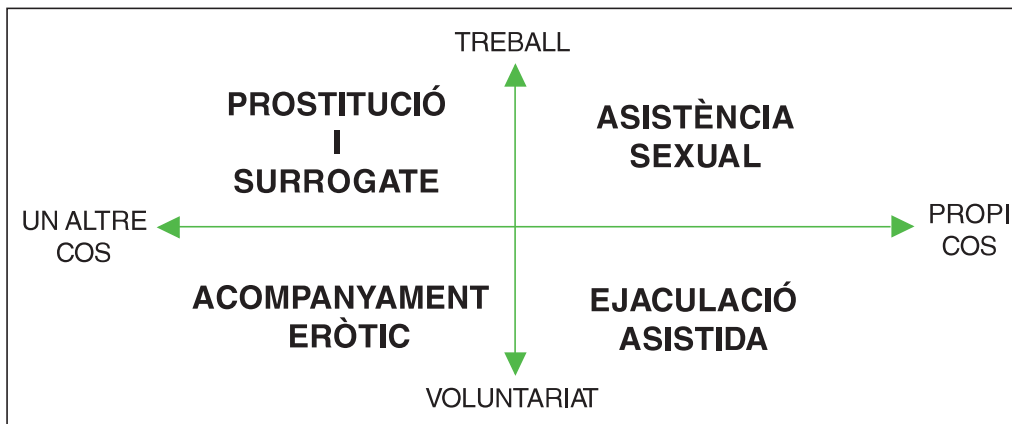 TREBALL
PROSTITUCIÓ
I
SURROGATE
ASISTÈNCIA
SEXUAL
UN ALTRE
COS
PROPI
COS
ACOMPANYAMENT
ERÒTIC
EJACULACIÓ
ASISTIDA
VOLUNTARIAT